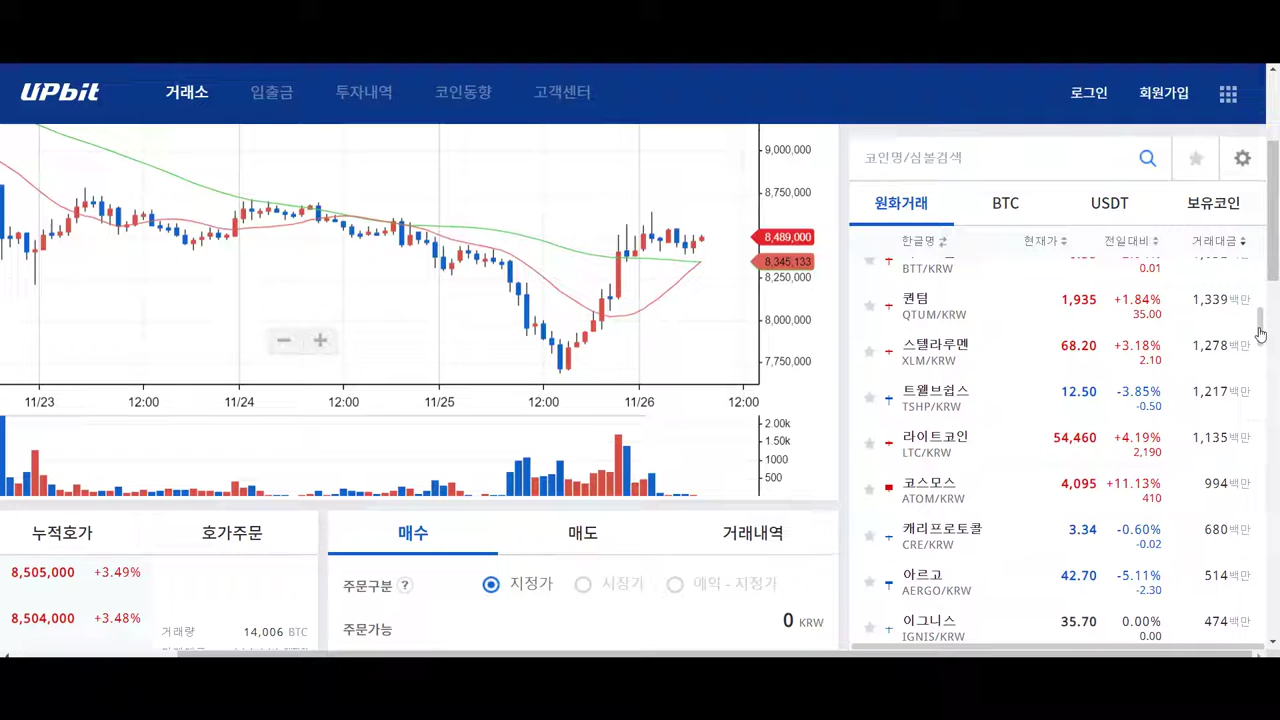 UPbit 거래소 입출금 투자내역 코인동향 고객센터 로그인 회원가입
9,000,000
8,750,000
8,489,000
8,345,133
8,250,000
8,000,000
7,750,000
11/23 12:00 11/24 12:00 11/25 12:00 11/26 12:00
2.00k
1.50k
1000
500
누적호가 호가주문
8,505,000 +3.49%
8,504,000 +3.48%
거래량 14,006 BTC
매수 매도 거래내역
주문구분 ? 지정가 시장가 예약 - 지정가
주문가능 0 KRW
코인명/심볼검색
원화거래 BTC USDT 보유코인
한글명 현재가 전일대비 거래대금
BTT/KRW 0.01
퀀텀 1,935 +1.84% 1,339백만
QTUM/KRW 35.00
스텔라루멘 68.20 +3.18% 1,278백만
XLM/KRW 2.10
트웰브쉽스 12.50 -3.85% 1,217백만
TSHP/KRW -0.50
라이트코인 54,460 +4.19% 1,135백만
LTC/KRW 2,190
코스모스 4,095 +11.13% 994백만
ATOM/KRW 410
캐리프로토콜 3.34 -0.60% 680백만
CRE/KRW -0.02
아르고 42.70 -5.11% 514백만
AERGO/KRW -2.30
이그니스 35.70 0.00% 474백만
IGNIS/KRW 0.00